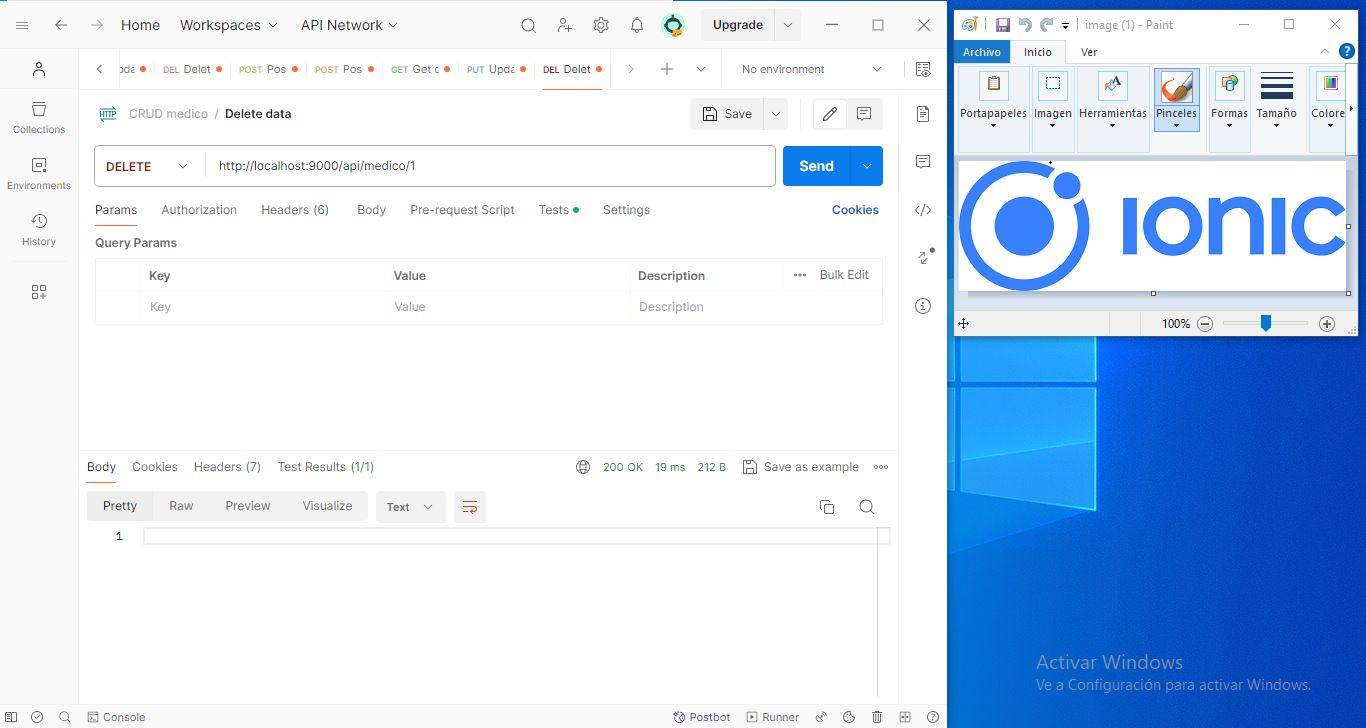 Home Workspaces API Network Upgrade
DEL Delet POST Pos POST Pos GET Get c PUT Upda DEL Delet No environment
HTTP CRUD medico / Delete data Save
DELETE http://localhost:9000/api/medico/1 Send
Params Authorization Headers (6) Body Pre-request Script Tests Settings Cookies
Query Params
Key Value Description Bulk Edit
Key Value Description
Collections
Environments
History
Body Cookies Headers (7) Test Results (1/1) 200 OK 19 ms 212 B Save as example
Pretty Raw Preview Visualize Text
1
Console Postbot Runner
image (1) - Paint
Archivo Inicio Ver
Portapapeles Imagen Herramientas Pinceles Formas Tamaño Colore
ionic
100%
Activar Windows
Ve a Configuración para activar Windows.